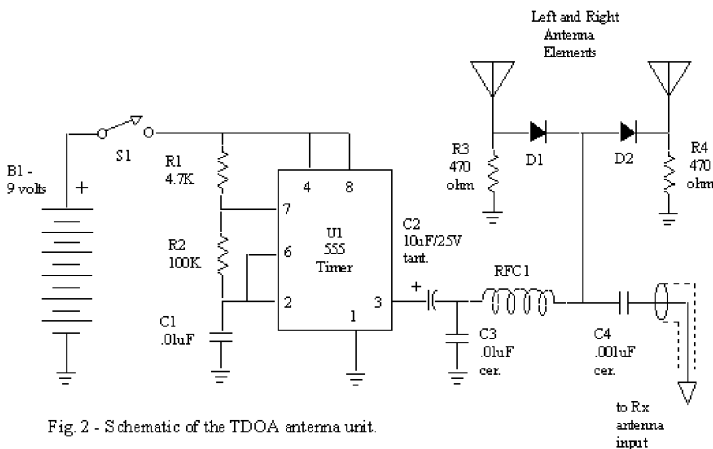 Left and Right
Antenna
Elements
B1 -
9 volts
+
S1
R1
4.7K
R2
100K
C1
.01uF
4
8
7
6
2
3
1
U1
555
Timer
C2
10uF/25V
tant.
+
RFC1
C3
.01uF
cer.
R3
470
ohm
D1
D2
R4
470
ohm
C4
.001uF
cer.
to Rx
antenna
input
Fig. 2 - Schematic of the TDOA antenna unit.